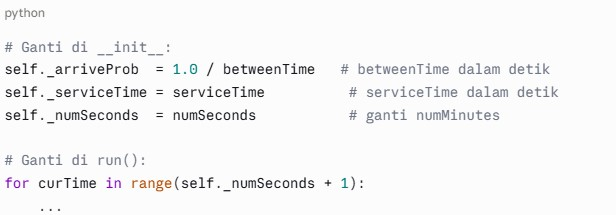 python
# Ganti di __init__:
self._arriveProb  = 1.0 / betweenTime   # betweenTime dalam detik
self._serviceTime = serviceTime          # serviceTime dalam detik
self._numSeconds  = numSeconds           # ganti numMinutes
# Ganti di run():
for curTime in range(self._numSeconds + 1):
    ...